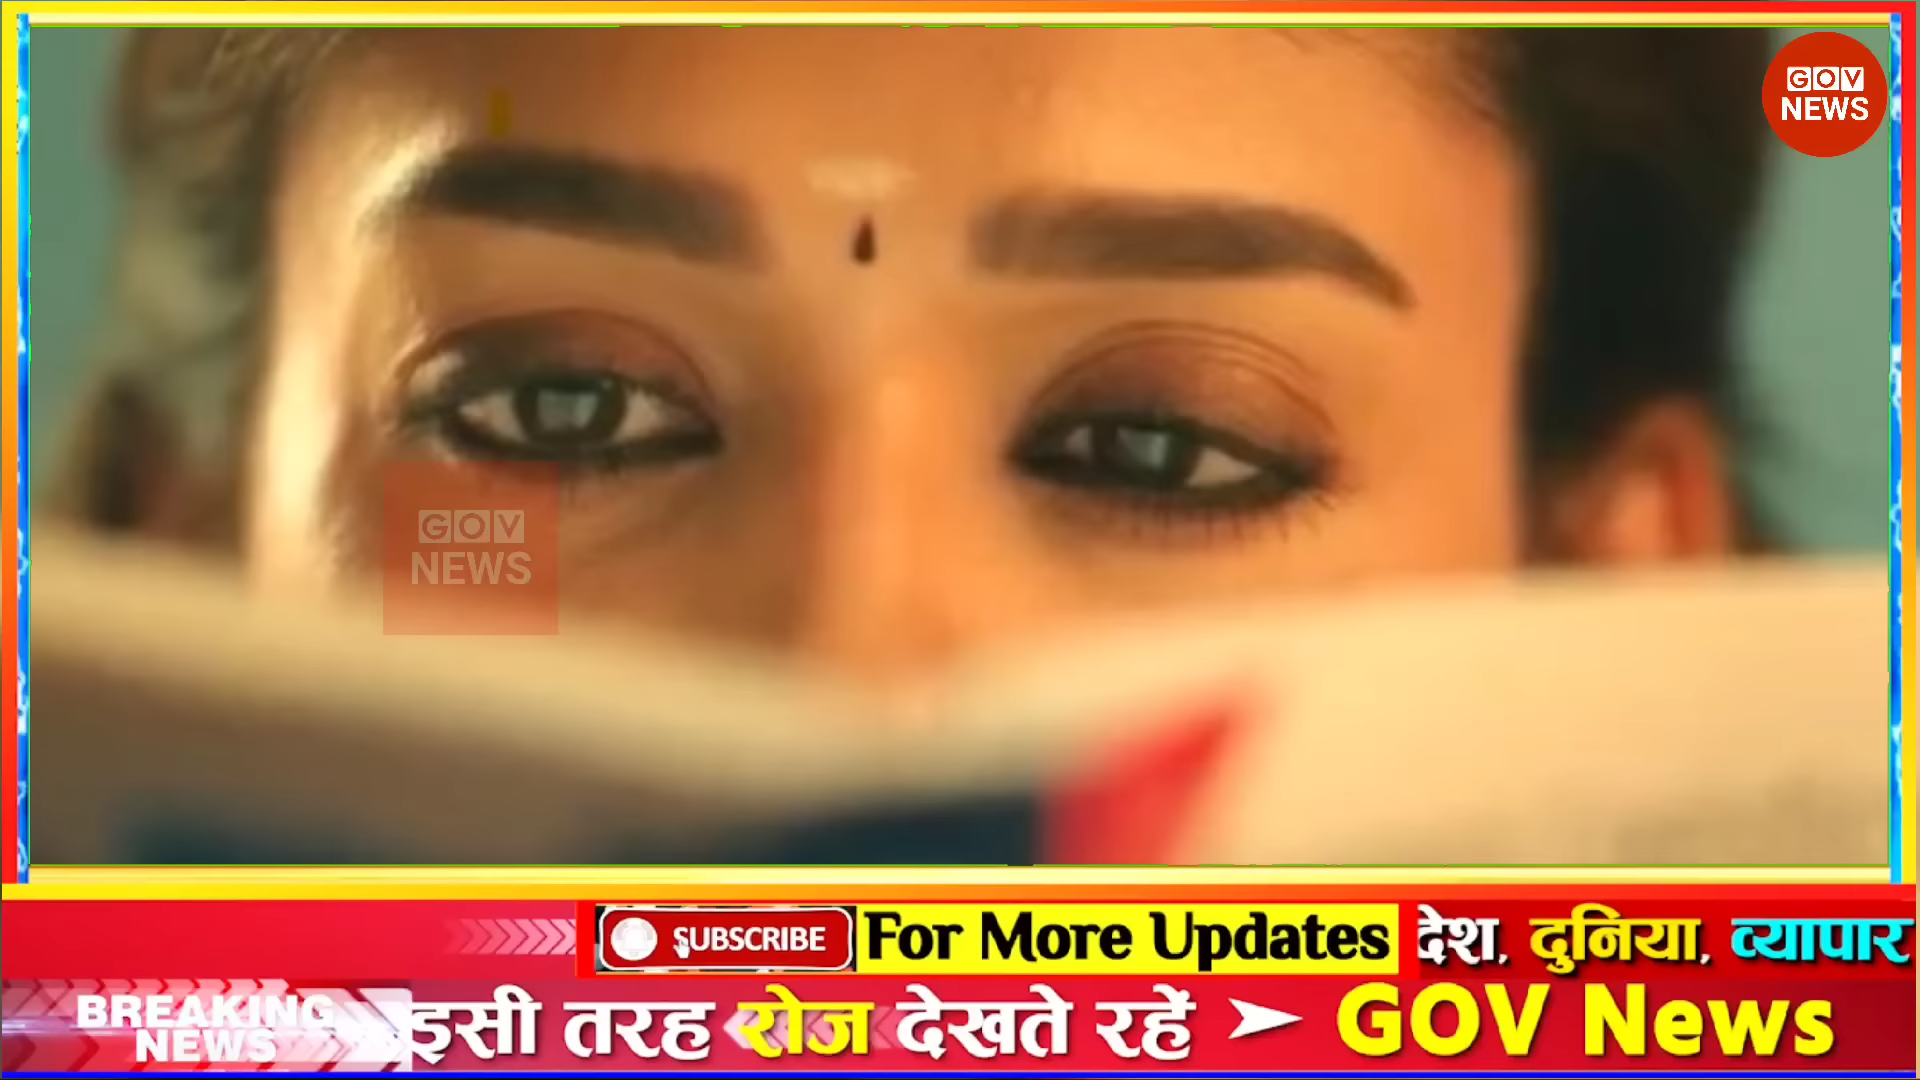 GOV
NEWS
GOV
NEWS
SUBSCRIBE For More Updates देश, दुनिया, व्यापार
BREAKING
NEWS
इसी तरह रोज देखते रहें GOV News